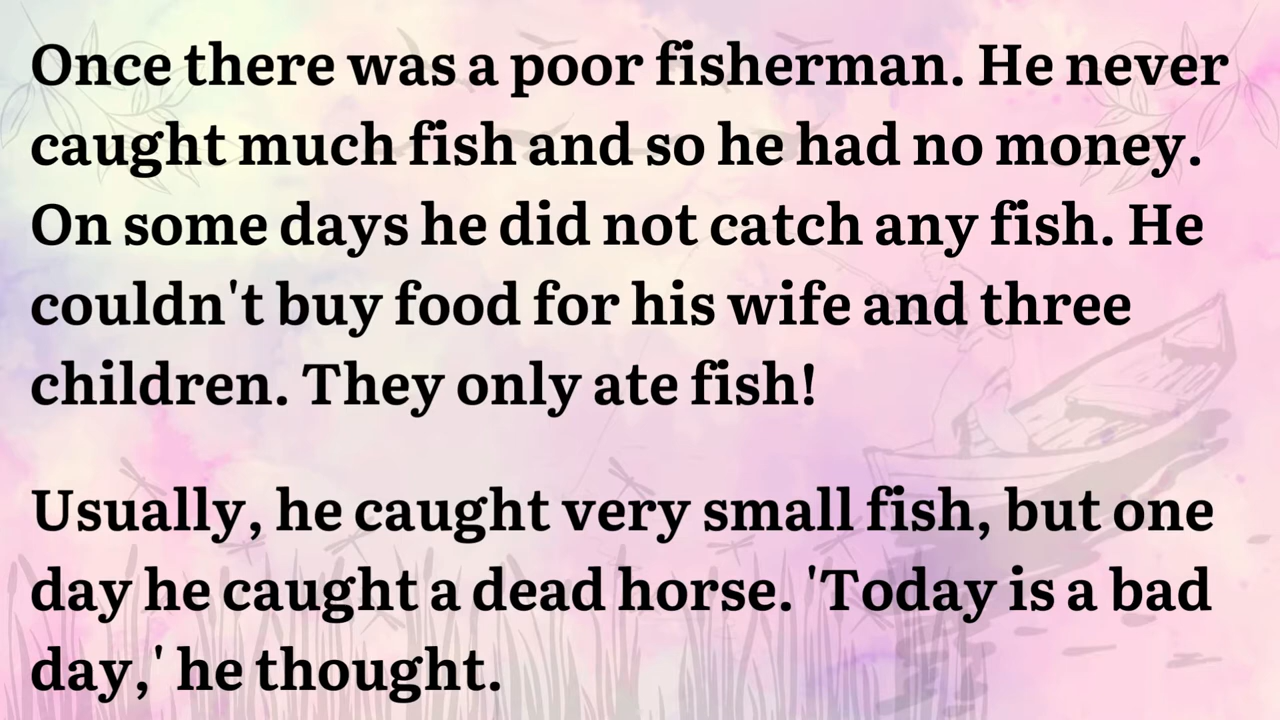 Once there was a poor fisherman. He never
caught much fish and so he had no money.
On some days he did not catch any fish. He
couldn't buy food for his wife and three
children. They only ate fish!
Usually, he caught very small fish, but one
day he caught a dead horse. 'Today is a bad
day,' he thought.